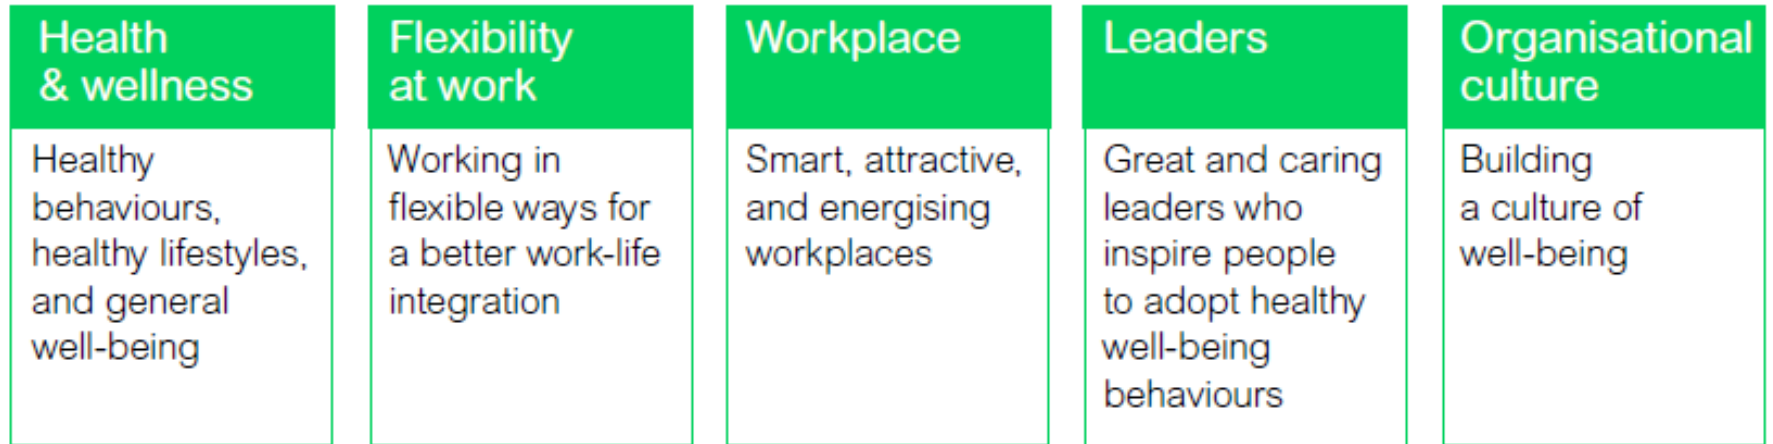 Health
& wellness
Healthy
behaviours,
healthy lifestyles,
and general
well-being
Flexibility
at work
Working in
flexible ways for
a better work-life
integration
Workplace
Smart, attractive,
and energising
workplaces
Leaders
Great and caring
leaders who
inspire people
to adopt healthy
well-being
behaviours
Organisational
culture
Building
a culture of
well-being